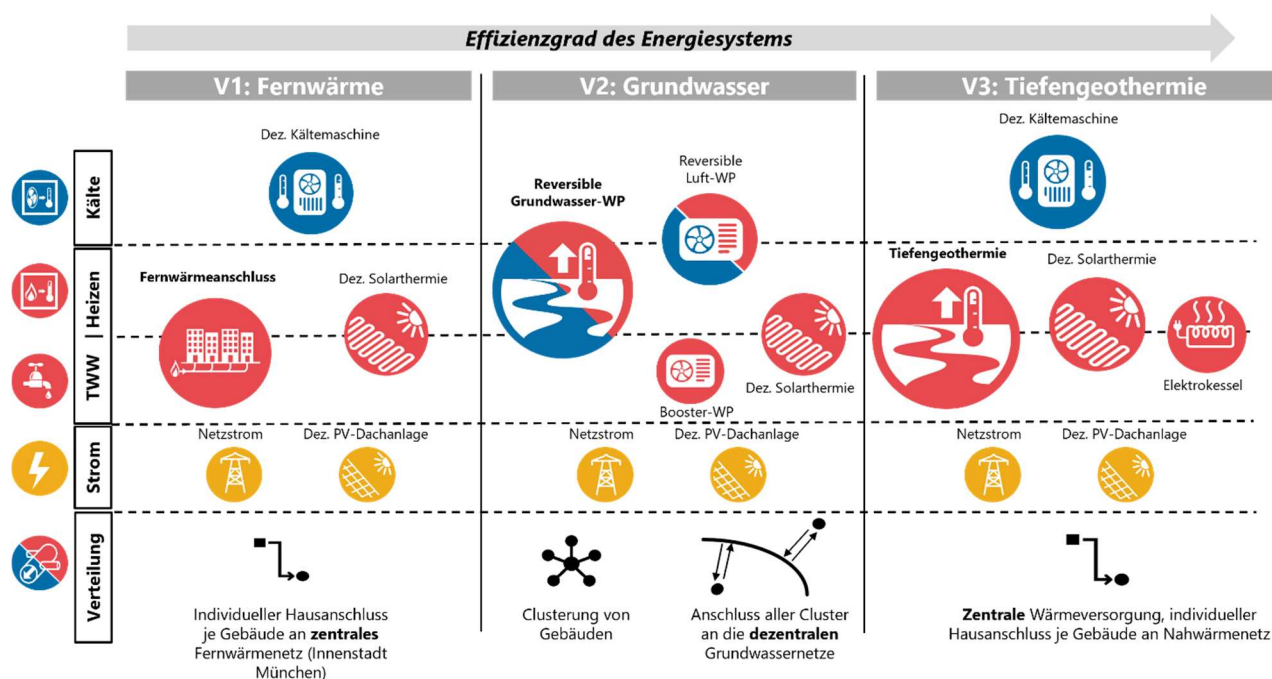 Effizienzgrad des Energiesystems
V1: Fernwärme
V2: Grundwasser
V3: Tiefengeothermie
Kälte
Dez. Kältemaschine
Reversible
Grundwasser-WP
Reversible
Luft-WP
Dez. Kältemaschine
TWW | Heizen
Fernwärmeanschluss
Dez. Solarthermie
Booster-WP
Dez. Solarthermie
Tiefengeothermie
Dez. Solarthermie
Elektrokessel
Strom
Netzstrom
Dez. PV-Dachanlage
Netzstrom
Dez. PV-Dachanlage
Netzstrom
Dez. PV-Dachanlage
Verteilung
Individueller Hausanschluss
je Gebäude an zentrales
Fernwärmenetz (Innenstadt
München)
Clusterung von
Gebäuden
Anschluss aller Cluster
an die dezentralen
Grundwassernetze
Zentrale Wärmeversorgung, individueller
Hausanschluss je Gebäude an Nahwärmenetz